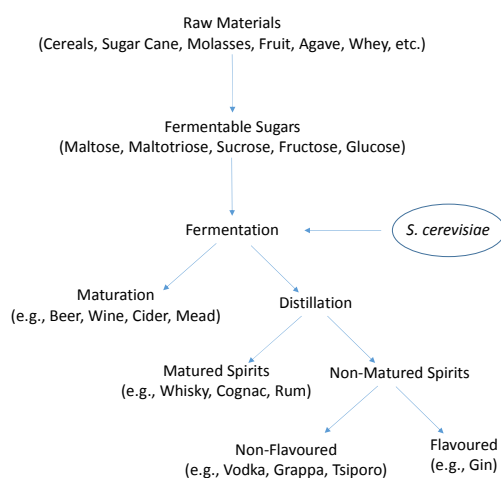 Raw Materials
(Cereals, Sugar Cane, Molasses, Fruit, Agave, Whey, etc.)
Fermentable Sugars
(Maltose, Maltotriose, Sucrose, Fructose, Glucose)
Fermentation
S. cerevisiae
Maturation
(e.g., Beer, Wine, Cider, Mead)
Distillation
Matured Spirits
(e.g., Whisky, Cognac, Rum)
Non-Matured Spirits
Non-Flavoured
(e.g., Vodka, Grappa, Tsiporo)
Flavoured
(e.g., Gin)